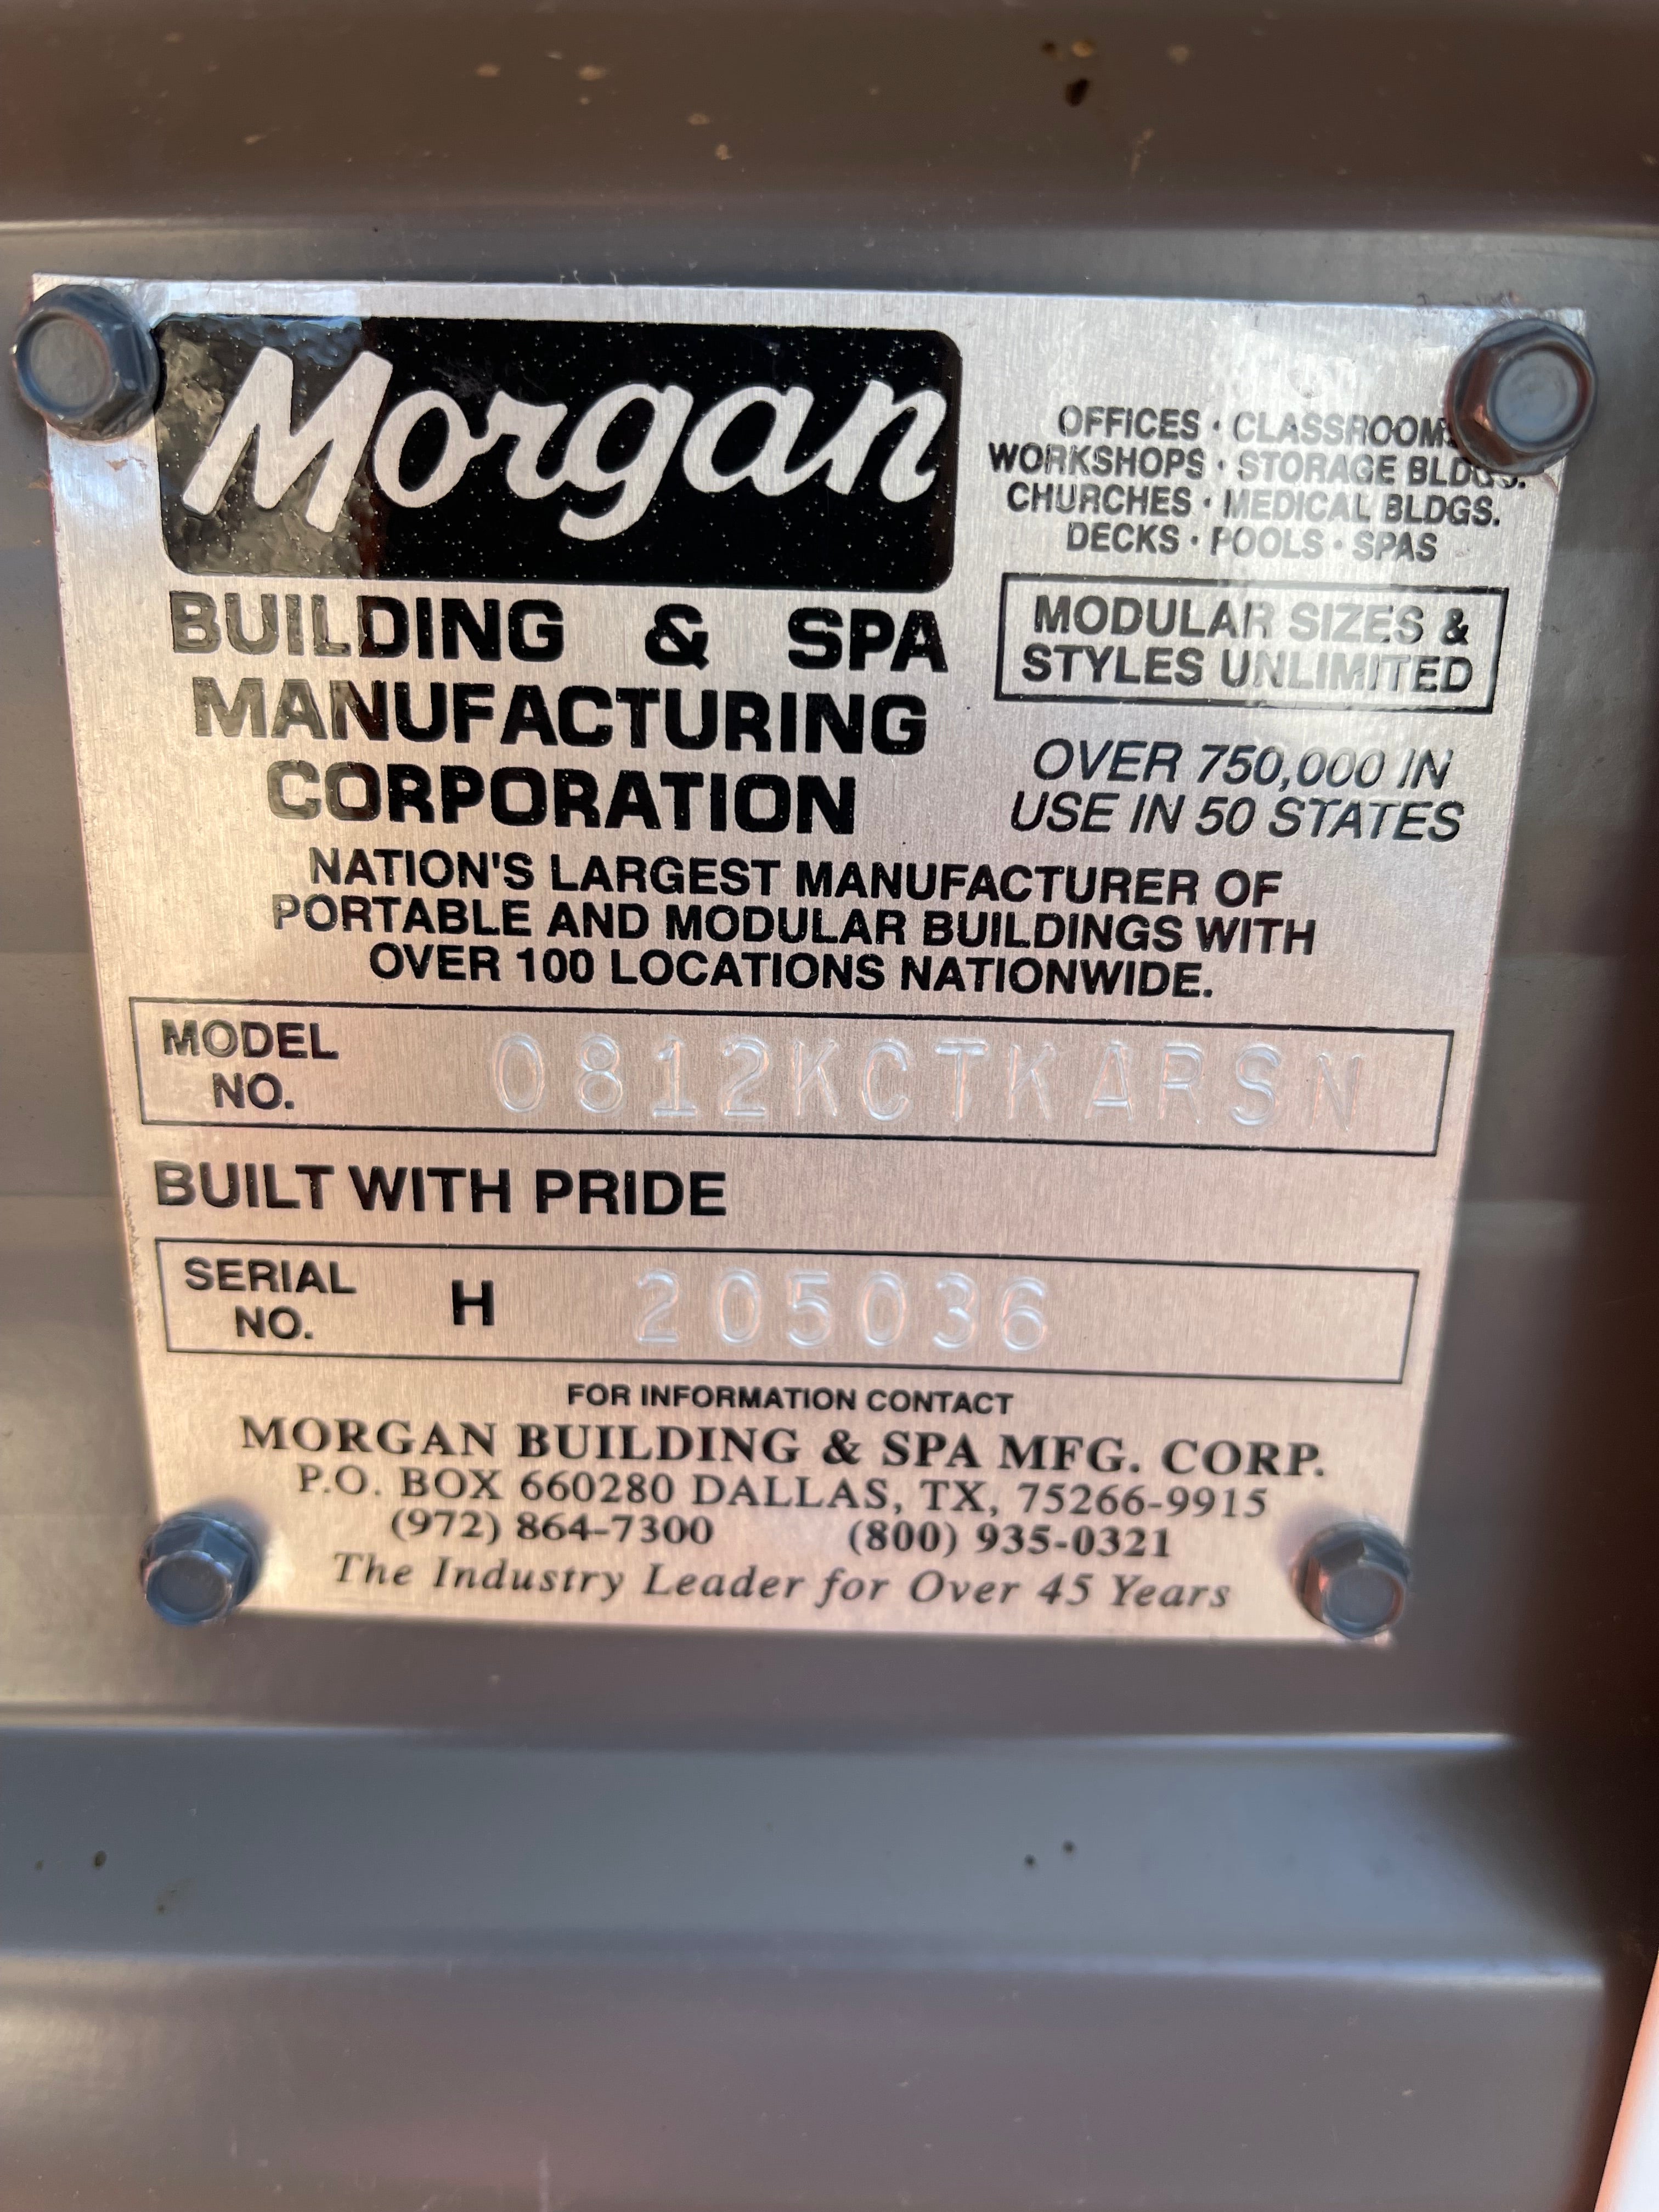 Morgan
BUILDING & SPA
MANUFACTURING
CORPORATION
OFFICES · CLASSROOMS
WORKSHOPS · STORAGE BLDGS.
CHURCHES · MEDICAL BLDGS.
DECKS · POOLS · SPAS
MODULAR SIZES &
STYLES UNLIMITED
OVER 750,000 IN
USE IN 50 STATES
NATION'S LARGEST MANUFACTURER OF
PORTABLE AND MODULAR BUILDINGS WITH
OVER 100 LOCATIONS NATIONWIDE.
MODEL
NO.
0812KCTKARSN
BUILT WITH PRIDE
SERIAL
NO.
H 205036
FOR INFORMATION CONTACT
MORGAN BUILDING & SPA MFG. CORP.
P.O. BOX 660280 DALLAS, TX, 75266-9915
(972) 864-7300 (800) 935-0321
The Industry Leader for Over 45 Years